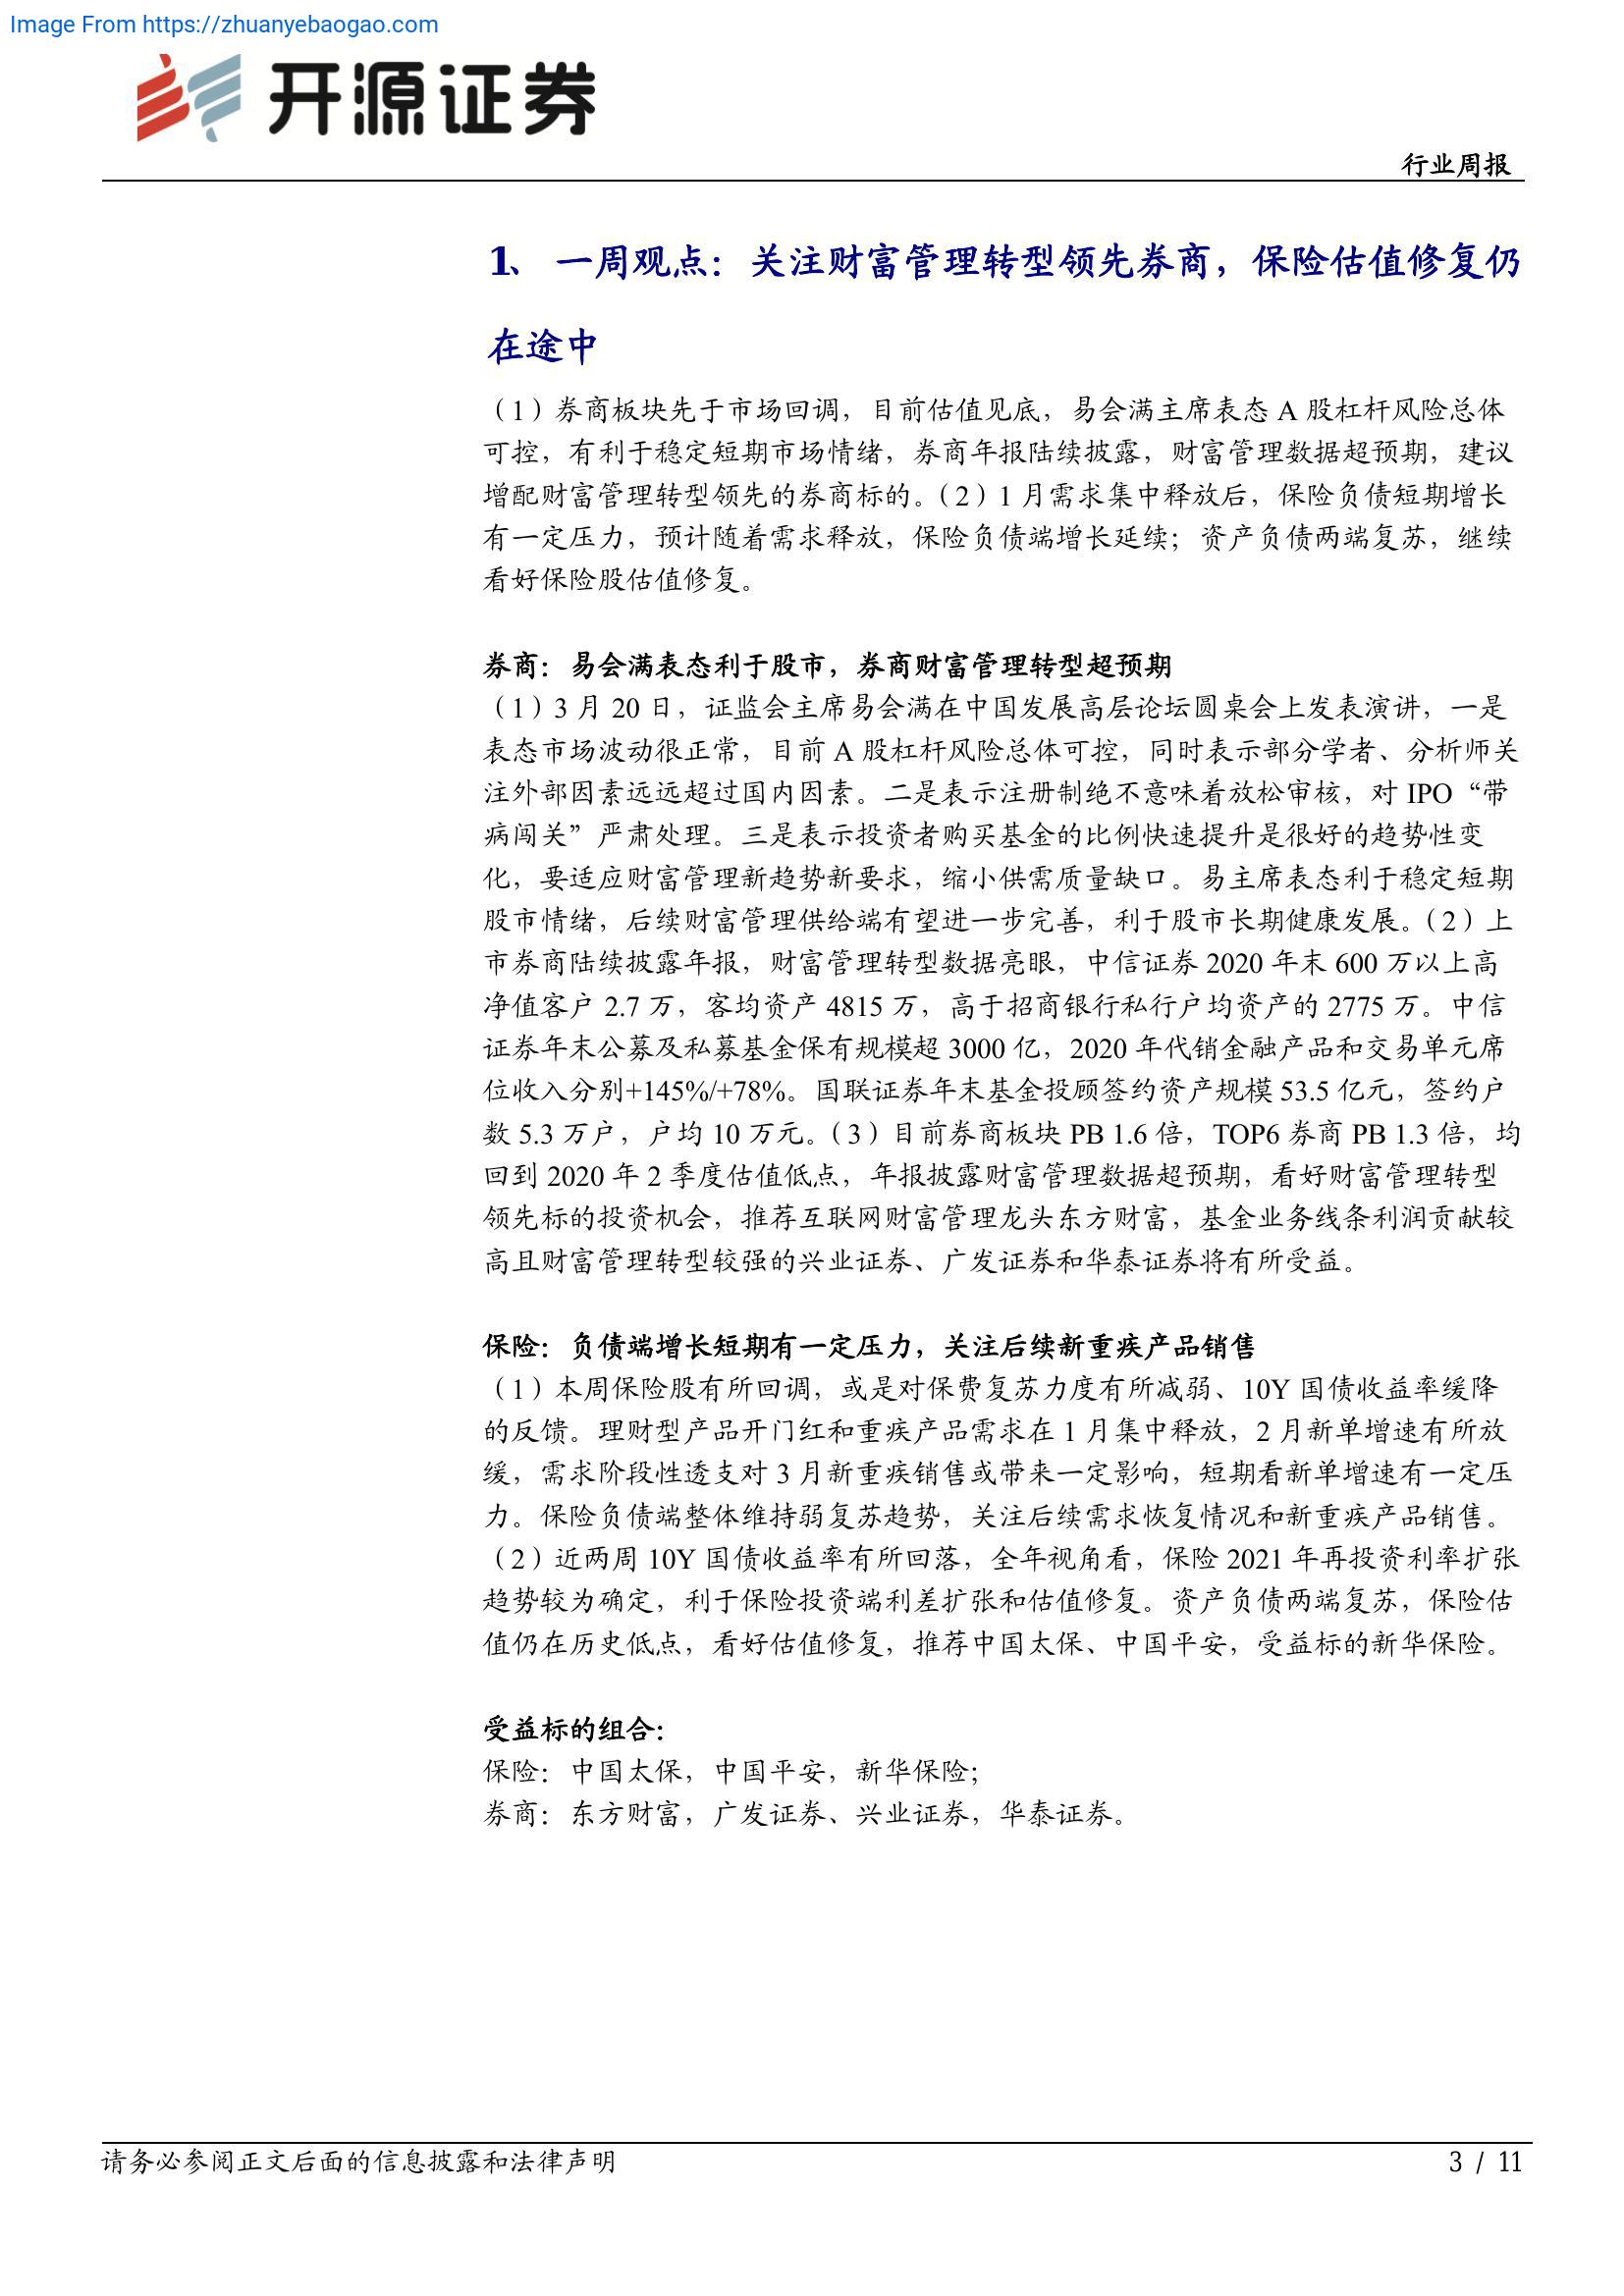 Image From https://zhuanyebaogao.com
开源证券
行业周报
1、 一周观点：关注财富管理转型领先券商，保险估值修复仍
在途中
（1）券商板块先于市场回调，目前估值见底，易会满主席表态 A 股杠杆风险总体
可控，有利于稳定短期市场情绪，券商年报陆续披露，财富管理数据超预期，建议
增配财富管理转型领先的券商标的。（2）1 月需求集中释放后，保险负债短期增长
有一定压力，预计随着需求释放，保险负债端增长延续；资产负债两端复苏，继续
看好保险股估值修复。
券商：易会满表态利于股市，券商财富管理转型超预期
（1）3 月 20 日，证监会主席易会满在中国发展高层论坛圆桌会上发表演讲，一是
表态市场波动很正常，目前 A 股杠杆风险总体可控，同时表示部分学者、分析师关
注外部因素远远超过国内因素。二是表示注册制绝不意味着放松审核，对 IPO“带
病闯关”严肃处理。三是表示投资者购买基金的比例快速提升是很好的趋势性变
化，要适应财富管理新趋势新要求，缩小供需质量缺口。易主席表态利于稳定短期
股市情绪，后续财富管理供给端有望进一步完善，利于股市长期健康发展。（2）上
市券商陆续披露年报，财富管理转型数据亮眼，中信证券 2020 年末 600 万以上高
净值客户 2.7 万，客均资产 4815 万，高于招商银行私行户均资产的 2775 万。中信
证券年末公募及私募基金保有规模超 3000 亿，2020 年代销金融产品和交易单元席
位收入分别+145%/+78%。国联证券年末基金投顾签约资产规模 53.5 亿元，签约户
数 5.3 万户，户均 10 万元。（3）目前券商板块 PB 1.6 倍，TOP6 券商 PB 1.3 倍，均
回到 2020 年 2 季度估值低点，年报披露财富管理数据超预期，看好财富管理转型
领先标的投资机会，推荐互联网财富管理龙头东方财富，基金业务线条利润贡献较
高且财富管理转型较强的兴业证券、广发证券和华泰证券将有所受益。
保险：负债端增长短期有一定压力，关注后续新重疾产品销售
（1）本周保险股有所回调，或是对保费复苏力度有所减弱、10Y 国债收益率缓降
的反馈。理财型产品开门红和重疾产品需求在 1 月集中释放，2 月新单增速有所放
缓，需求阶段性透支对 3 月新重疾销售或带来一定影响，短期看新单增速有一定压
力。保险负债端整体维持弱复苏趋势，关注后续需求恢复情况和新重疾产品销售。
（2）近两周 10Y 国债收益率有所回落，全年视角看，保险 2021 年再投资利率扩张
趋势较为确定，利于保险投资端利差扩张和估值修复。资产负债两端复苏，保险估
值仍在历史低点，看好估值修复，推荐中国太保、中国平安，受益标的新华保险。
受益标的组合：
保险：中国太保，中国平安，新华保险；
券商：东方财富，广发证券、兴业证券，华泰证券。
请务必参阅正文后面的信息披露和法律声明
3 / 11